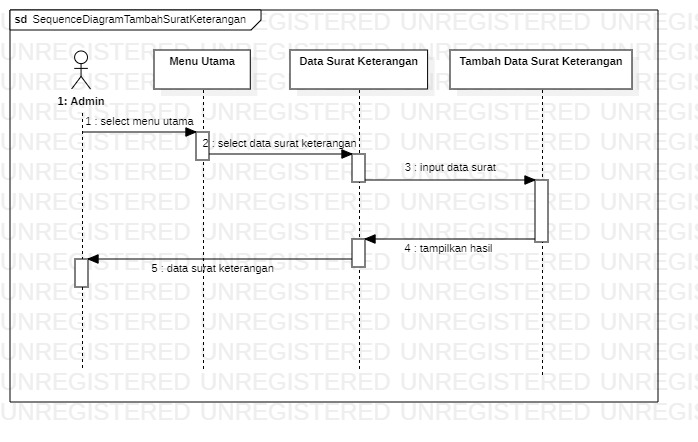 sd SequenceDiagramTambahSuratKeterangan
Menu Utama
Data Surat Keterangan
Tambah Data Surat Keterangan
1: Admin
1 : select menu utama
2 : select data surat keterangan
3 : input data surat
4 : tampilkan hasil
5 : data surat keterangan
UNREGISTERED UNREGISTERED UNREGISTERED UNREGISTERED